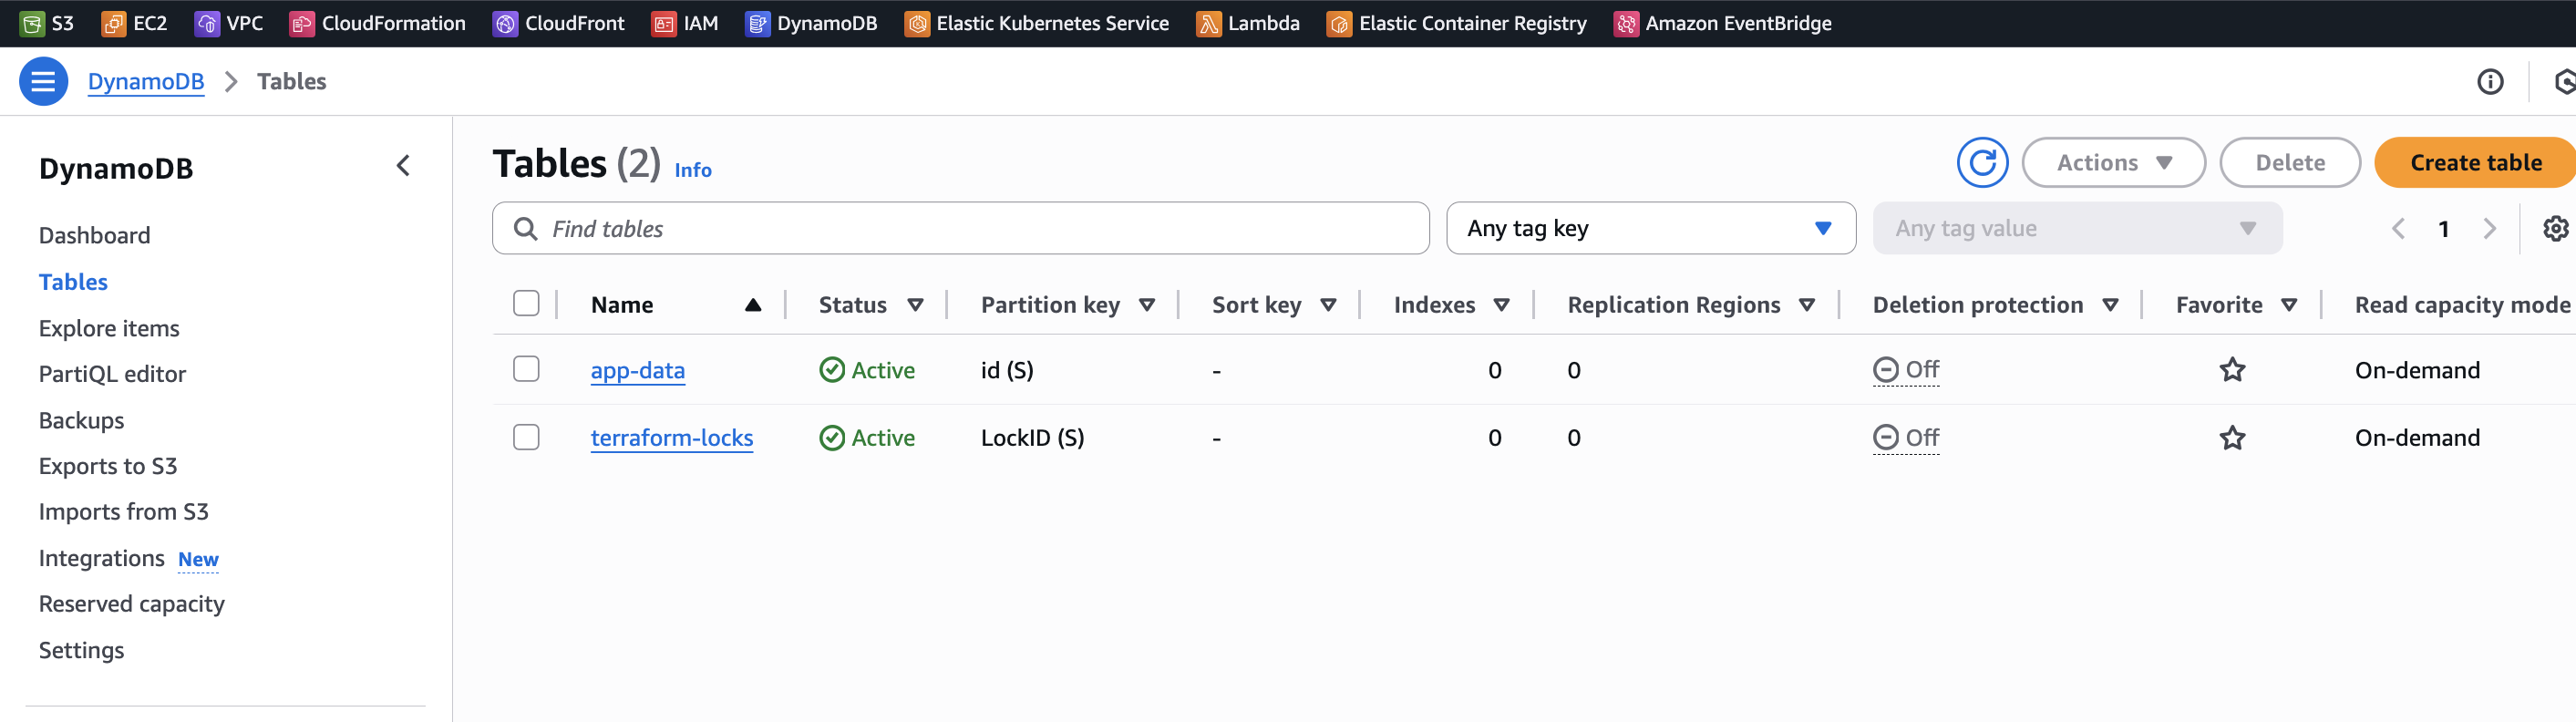 S3 EC2 VPC CloudFormation CloudFront IAM DynamoDB Elastic Kubernetes Service Lambda Elastic Container Registry Amazon EventBridge
DynamoDB Tables
DynamoDB
Dashboard
Tables
Explore items
PartiQL editor
Backups
Exports to S3
Imports from S3
Integrations New
Reserved capacity
Settings
Tables (2) Info
Actions Delete Create table
Find tables Any tag key Any tag value 1
Name Status Partition key Sort key Indexes Replication Regions Deletion protection Favorite Read capacity mode
app-data Active id (S) - 0 0 Off On-demand
terraform-locks Active LockID (S) - 0 0 Off On-demand